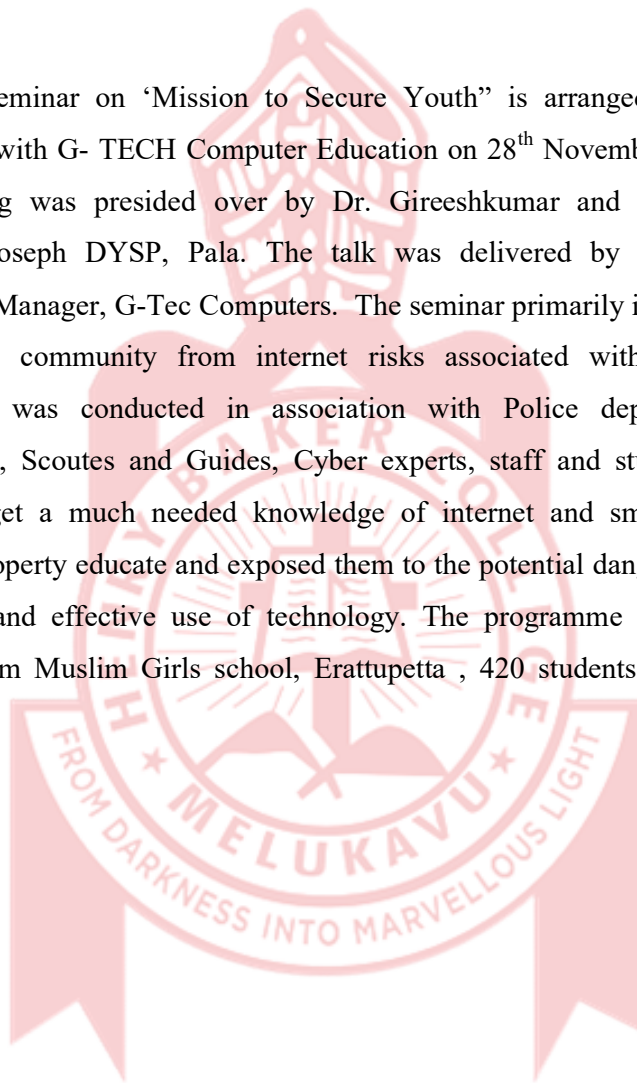 eminar on ‘Mission to Secure Youth” is arranged
with G- TECH Computer Education on 28th Novemb
g was presided over by Dr. Gireeshkumar and
oseph DYSP, Pala. The talk was delivered by
Manager, G-Tec Computers. The seminar primarily i
community from internet risks associated with
was conducted in association with Police dep
, Scoutes and Guides, Cyber experts, staff and st
get a much needed knowledge of internet and sm
operty educate and exposed them to the potential dan
and effective use of technology. The programme
m Muslim Girls school, Erattupetta , 420 students
HENRY BAKER COLLEGE
MELUKAVU
FROM DARKNESS INTO MARVELLOUS LIGHT